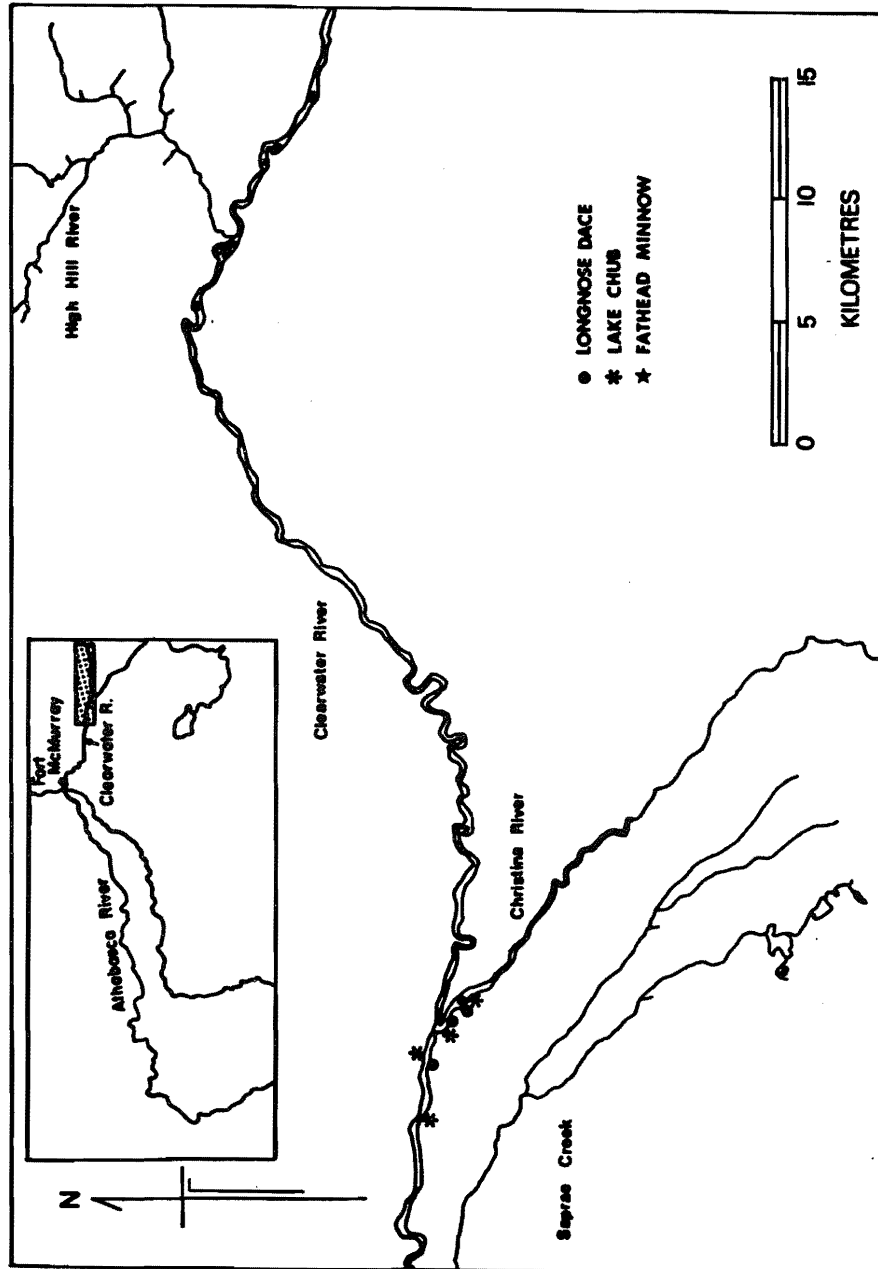 N
Fort
McMurray
Clearwater R.
Athabasca River
High Hill River
Clearwater River
Christina River
Saprae Creek
● LONGNOSE DACE
* LAKE CHUB
★ FATHEAD MINNOW
0 5 10 15
KILOMETRES